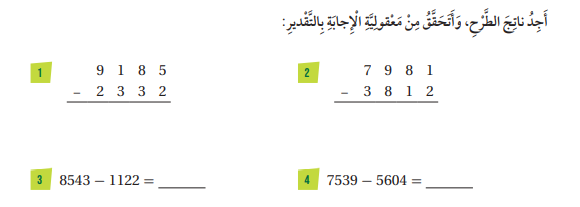 أَجِدُ ناتِجَ الطَّرْحِ، وَأَتَحَقَّقُ مِنْ مَعْقولِيَّةِ الْإِجابَةِ بِالتَّقْديرِ:
1 9 1 8 5
– 2 3 3 2
2 7 9 8 1
– 3 8 1 2
3 8543 – 1122 = ______
4 7539 – 5604 = ______